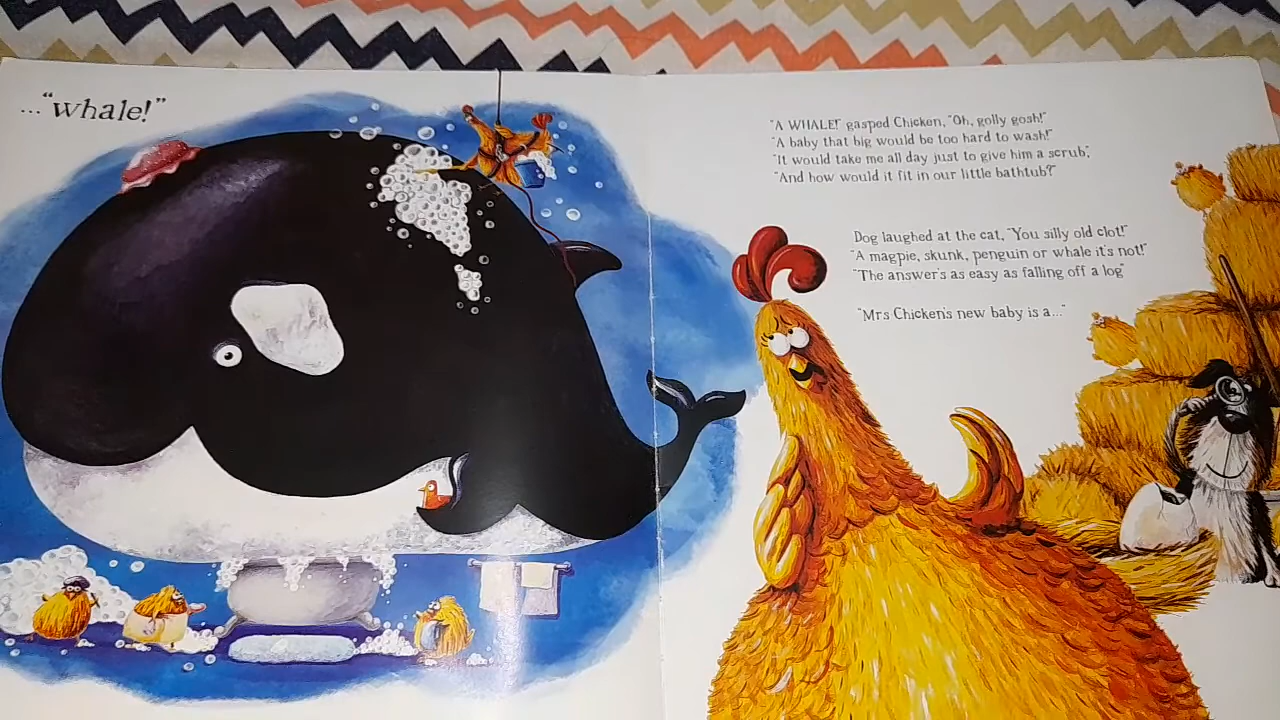 ..."whale!"
"A WHALE!" gasped Chicken, "Oh, golly gosh!"
"A baby that big would be too hard to wash!"
"It would take me all day just to give him a scrub",
"And how would it fit in our little bathtub?"
Dog laughed at the cat, "You silly old clot!"
"A magpie, skunk, penguin or whale it's not!"
"The answer's as easy as falling off a log"
"Mrs Chicken's new baby is a..."